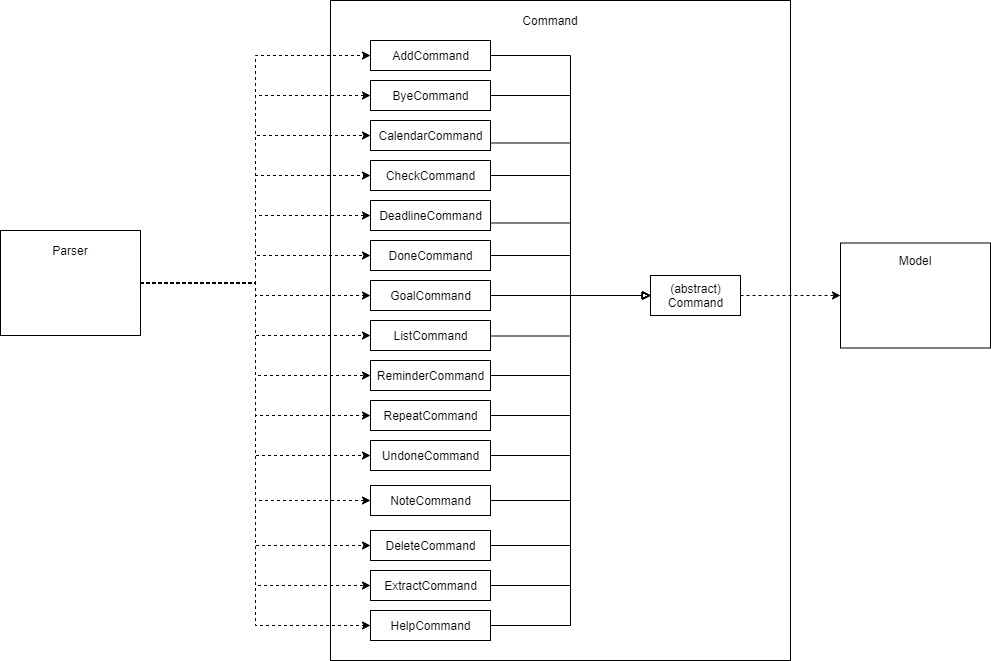 Command
AddCommand
ByeCommand
CalendarCommand
CheckCommand
DeadlineCommand
Parser
DoneCommand
Model
GoalCommand
(abstract)
Command
ListCommand
ReminderCommand
RepeatCommand
UndoneCommand
NoteCommand
DeleteCommand
ExtractCommand
HelpCommand